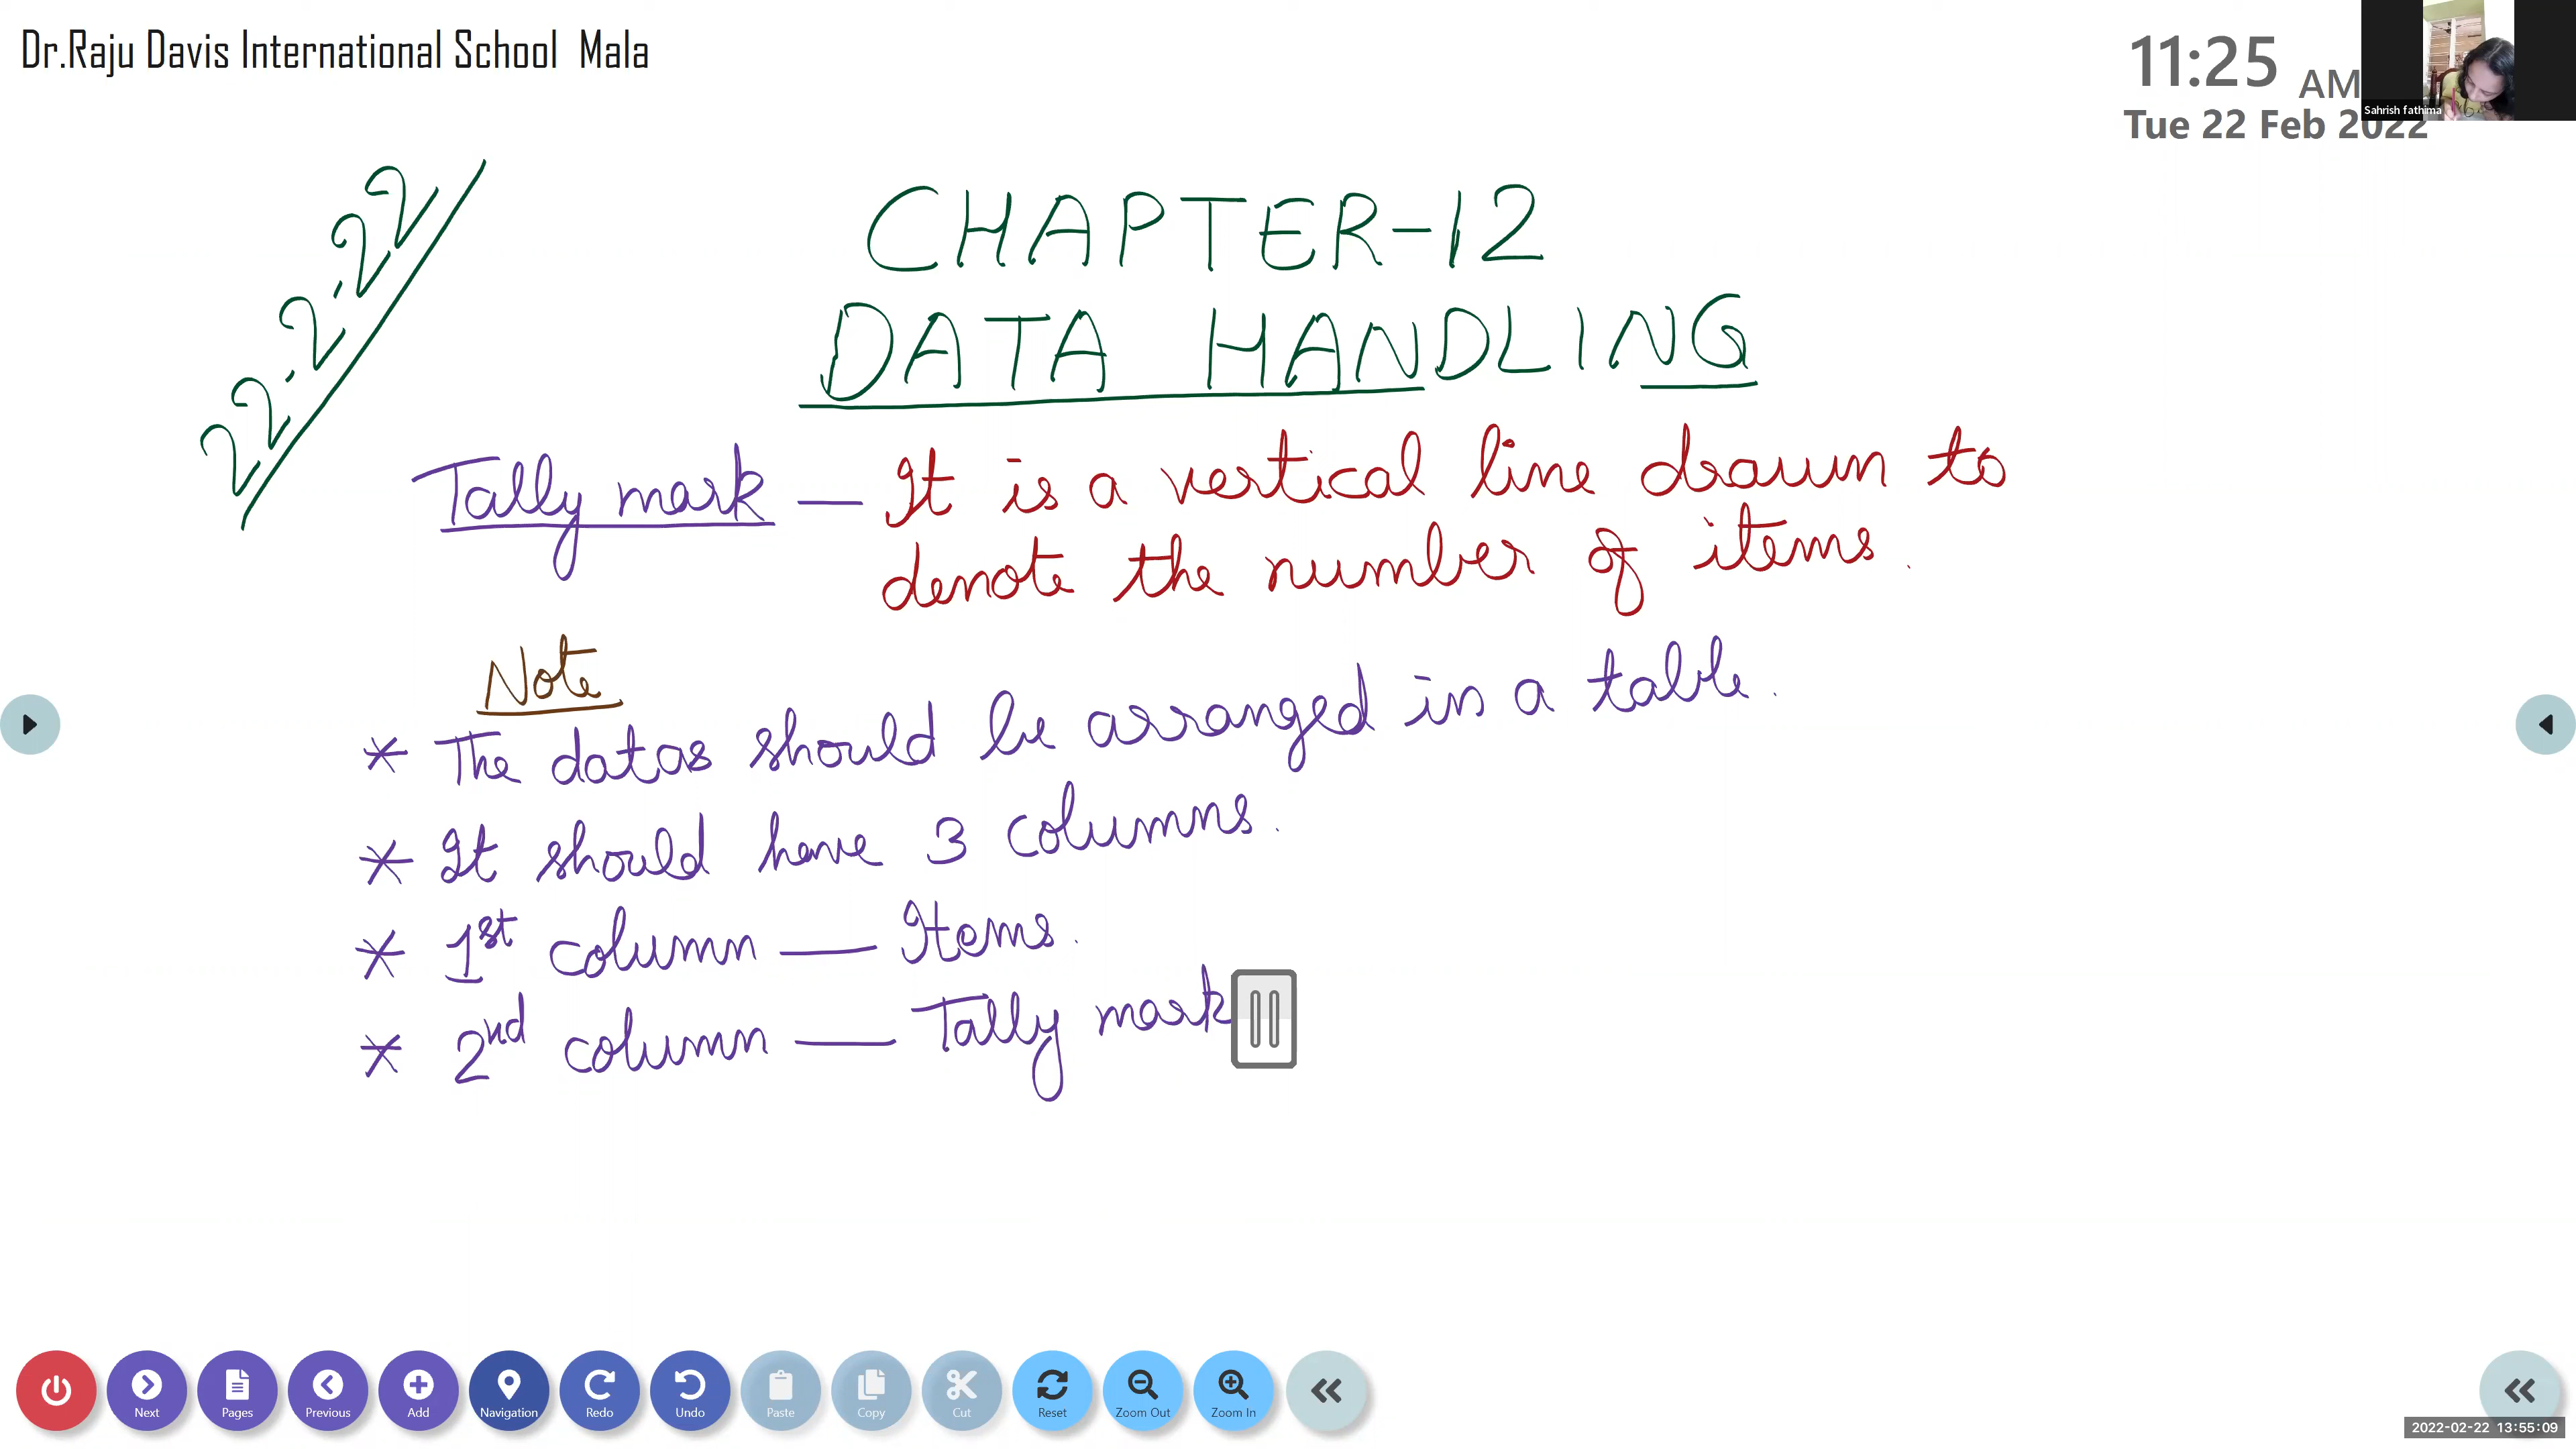 Dr.Raju Davis International School Mala
11:25 AM
Tue 22 Feb 2022
Sahrish fathima
22.2.22
CHAPTER-12
DATA HANDLING
Tally mark — It is a vertical line drawn to
denote the number of items.
Note
* The datas should be arranged in a table.
* It should have 3 columns.
* 1st column — Items.
* 2nd column — Tally mark
Next
Pages
Previous
Add
Navigation
Redo
Undo
Paste
Copy
Cut
Reset
Zoom Out
Zoom In
2022-02-22 13:55:09